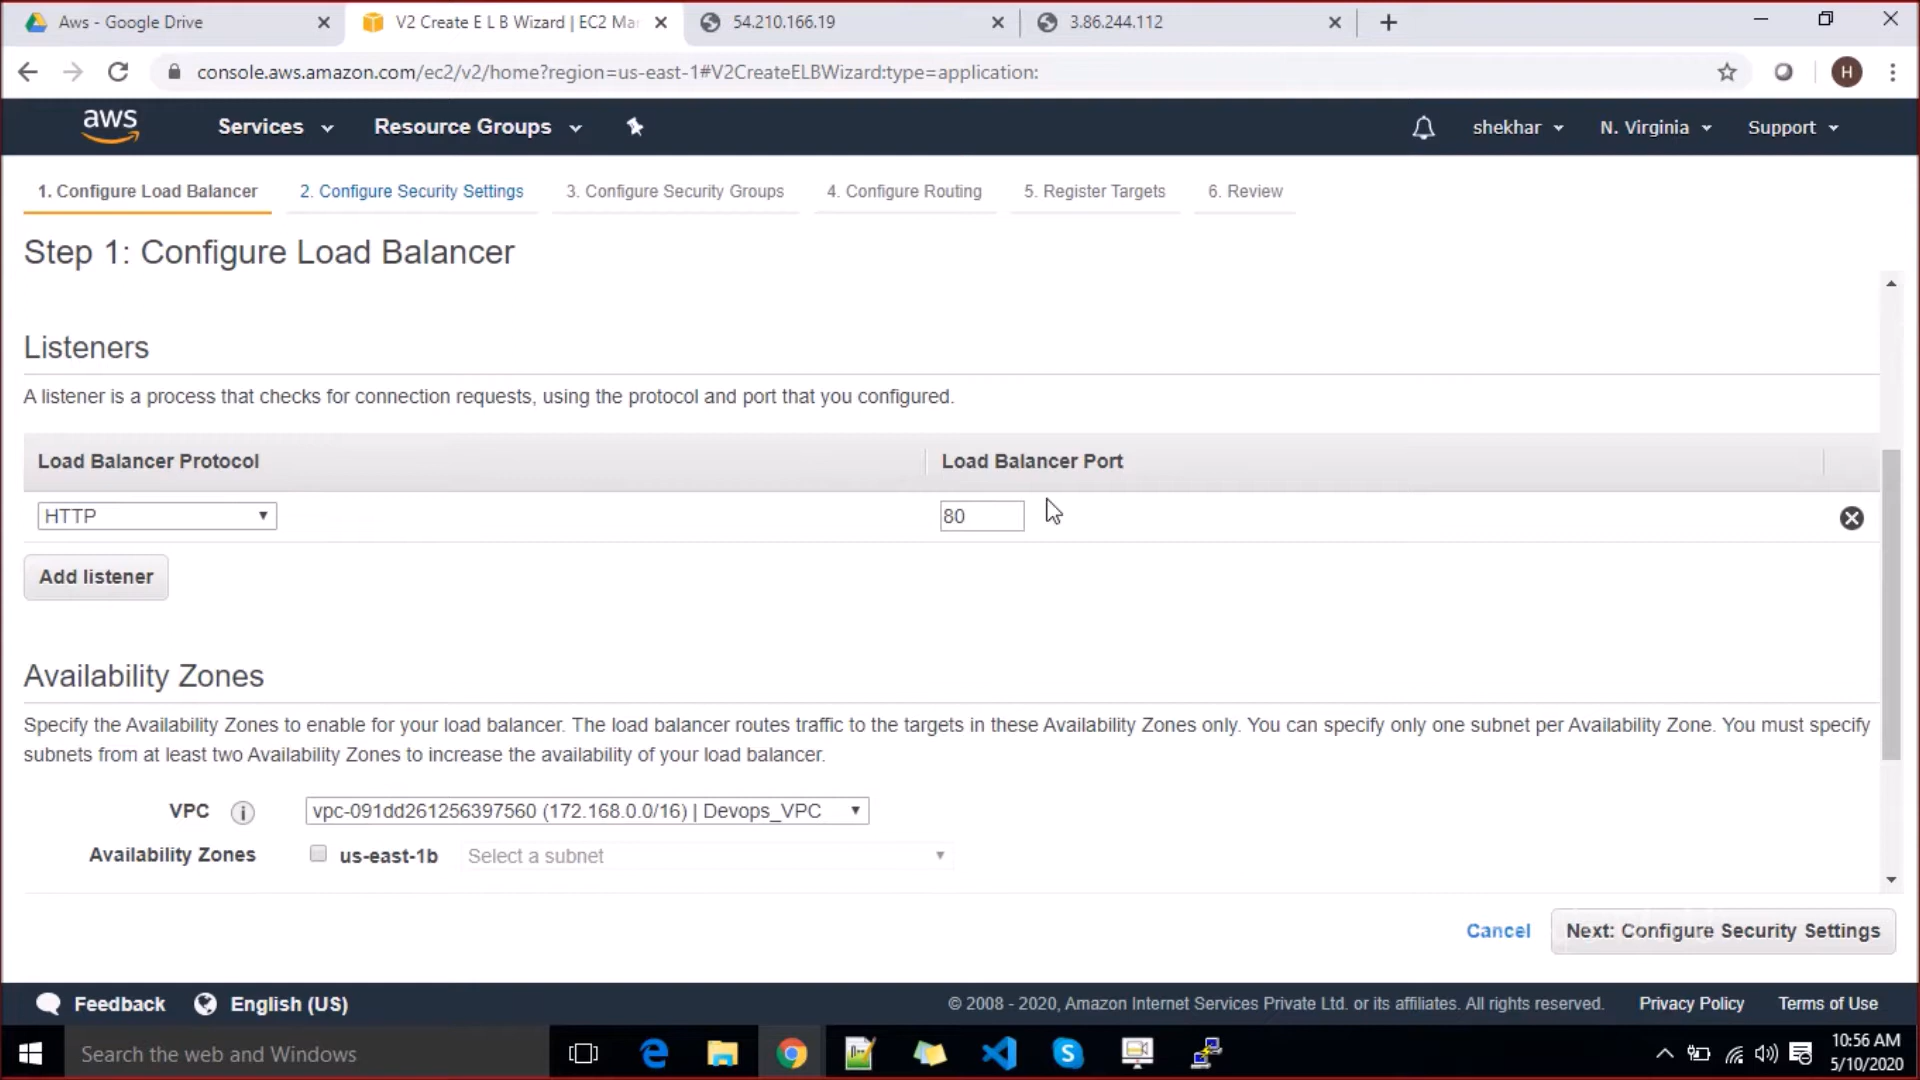 Aws - Google Drive
V2 Create E L B Wizard | EC2 Ma
54.210.166.19
3.86.244.112
console.aws.amazon.com/ec2/v2/home?region=us-east-1#V2CreateELBWizard:type=application:
H
aws
Services
Resource Groups
shekhar
N. Virginia
Support
1. Configure Load Balancer
2. Configure Security Settings
3. Configure Security Groups
4. Configure Routing
5. Register Targets
6. Review
Step 1: Configure Load Balancer
Listeners
A listener is a process that checks for connection requests, using the protocol and port that you configured.
Load Balancer Protocol
Load Balancer Port
HTTP
80
Add listener
Availability Zones
Specify the Availability Zones to enable for your load balancer. The load balancer routes traffic to the targets in these Availability Zones only. You can specify only one subnet per Availability Zone. You must specify
subnets from at least two Availability Zones to increase the availability of your load balancer.
VPC
vpc-091dd261256397560 (172.168.0.0/16) | Devops_VPC
Availability Zones
us-east-1b
Select a subnet
Cancel
Next: Configure Security Settings
Feedback
English (US)
© 2008 - 2020, Amazon Internet Services Private Ltd. or its affiliates. All rights reserved.
Privacy Policy
Terms of Use
Search the web and Windows
10:56 AM
5/10/2020